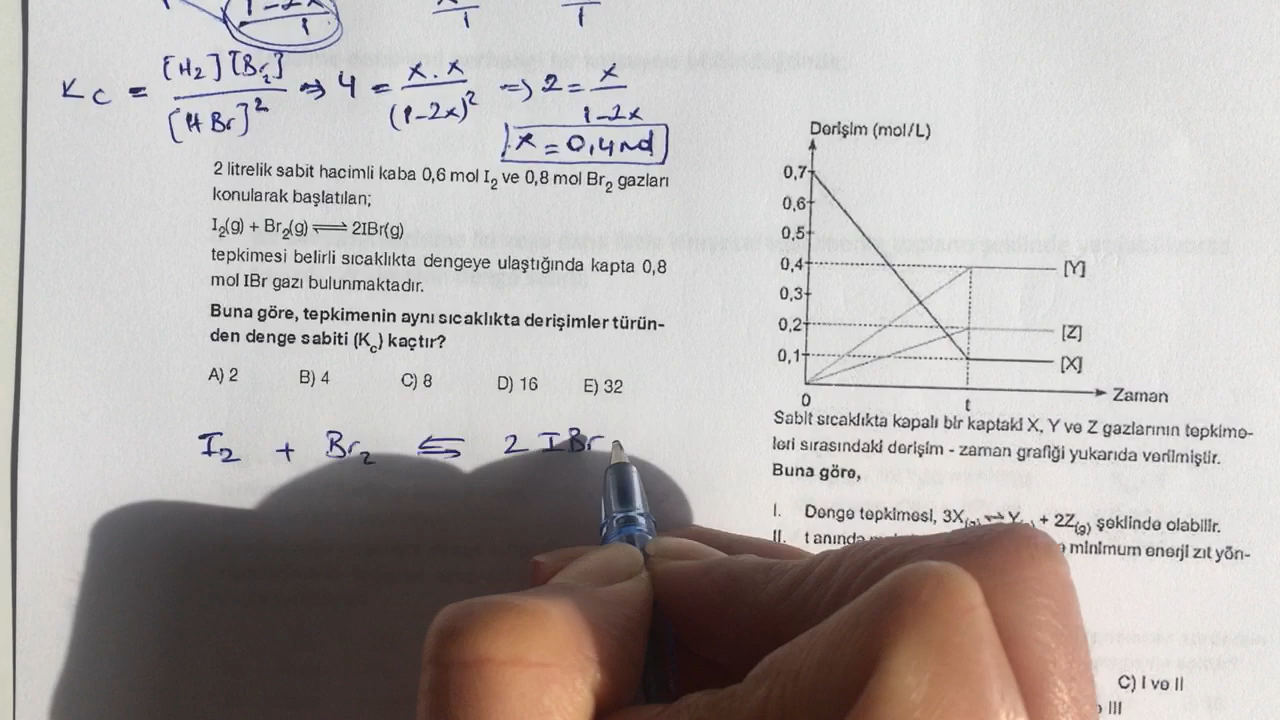 1-2x
1
x
1
1
Kc = [H2][Br2] / [HBr]2 => 4 = x.x / (1-2x)2 => 2 = x / 1-2x
x = 0,4 mol
2 litrelik sabit hacimli kaba 0,6 mol I2 ve 0,8 mol Br2 gazları
konularak başlatılan;
I2(g) + Br2(g) ⇌ 2IBr(g)
tepkimesi belirli sıcaklıkta dengeye ulaştığında kapta 0,8
mol IBr gazı bulunmaktadır.
Buna göre, tepkimenin aynı sıcaklıkta derişimler türün-
den denge sabiti (Kc) kaçtır?
A) 2 B) 4 C) 8 D) 16 E) 32
I2 + Br2 ⇌ 2 IBr
Derişim (mol/L)
0,7
0,6
0,5
0,4
0,3
0,2
0,1
0
[Y]
[Z]
[X]
t
Zaman
Sabit sıcaklıkta kapalı bir kaptaki X, Y ve Z gazlarının tepkime-
leri sırasındaki derişim - zaman grafiği yukarıda verilmiştir.
Buna göre,
I. Denge tepkimesi, 3X(g) ⇌ Y + 2Z(g) şeklinde olabilir.
II. t anında minimum enerji zıt yön-
C) I ve II
III